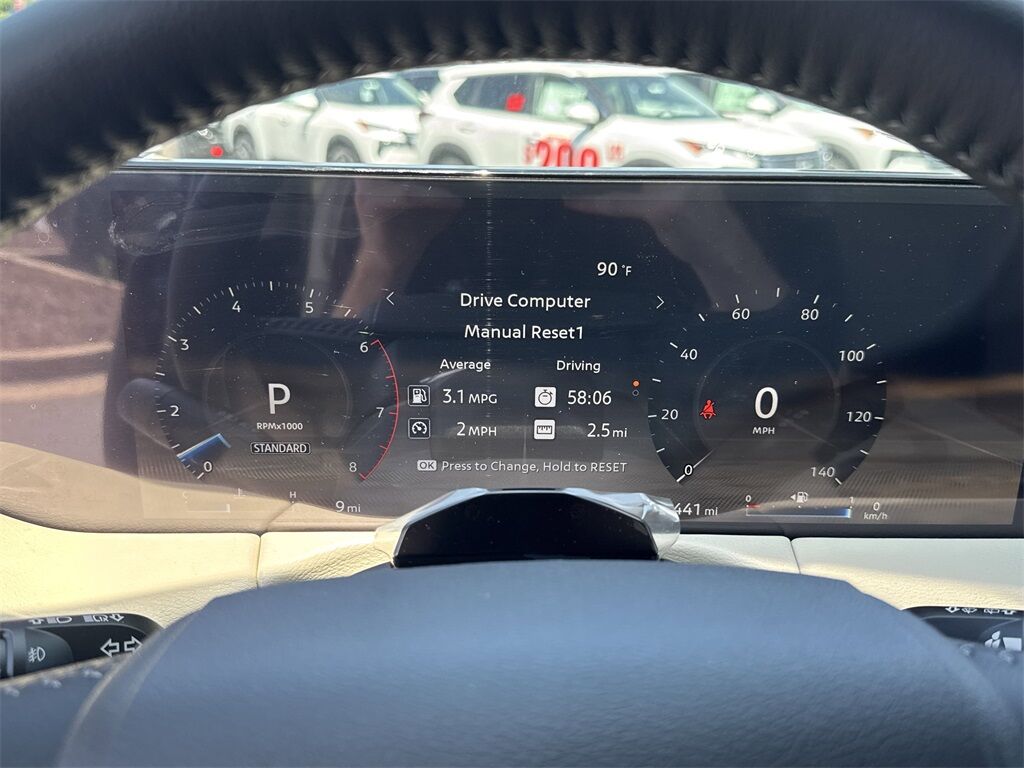 200
90 °F
Drive Computer
Manual Reset1
Average Driving
3.1 MPG 58:06
2 MPH 2.5 mi
OK Press to Change, Hold to RESET
0 2 3 4 5 6 7 8
P
RPMx1000
STANDARD
0 20 40 60 80 100 120 140
0
MPH
C H
9 mi
441 mi
0 1
0
km/h